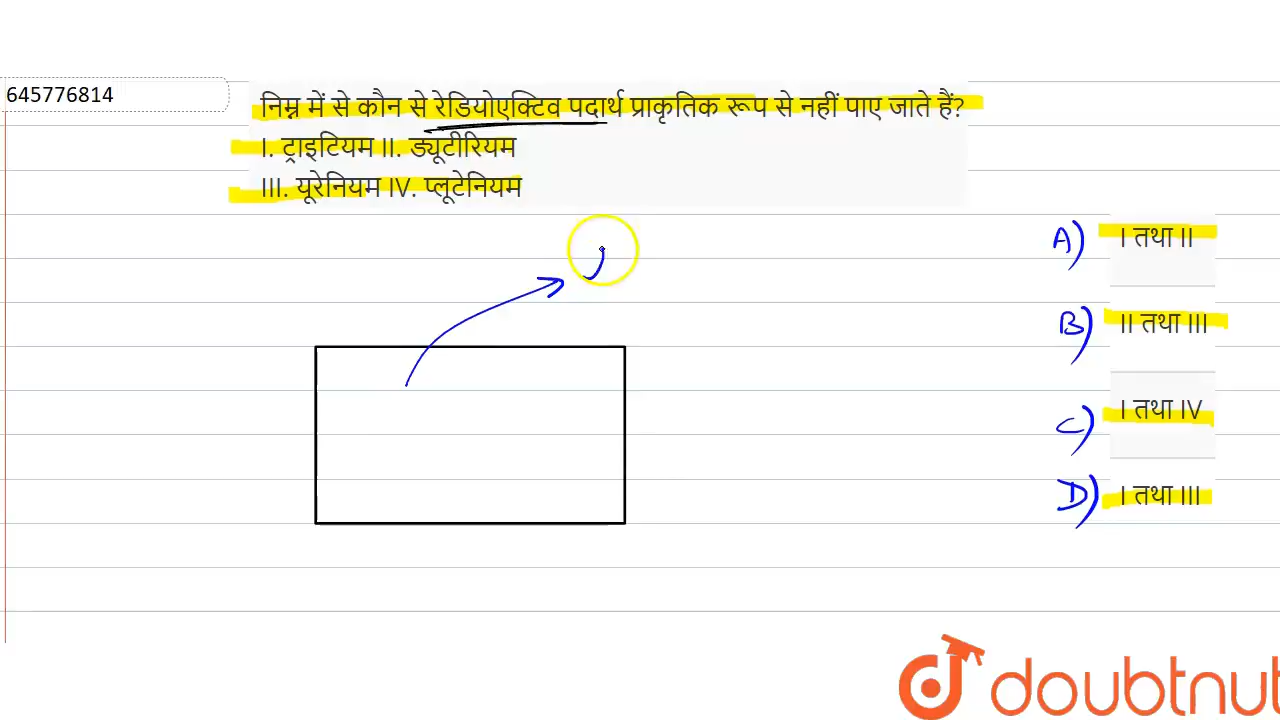 645776814
निम्न में से कौन से रेडियोएक्टिव पदार्थ प्राकृतिक रूप से नहीं पाए जाते हैं?
I. ट्राइटियम II. ड्यूटीरियम
III. यूरेनियम IV. प्लूटेनियम
A) I तथा II
B) II तथा III
C) I तथा IV
D) I तथा III
doubtnut